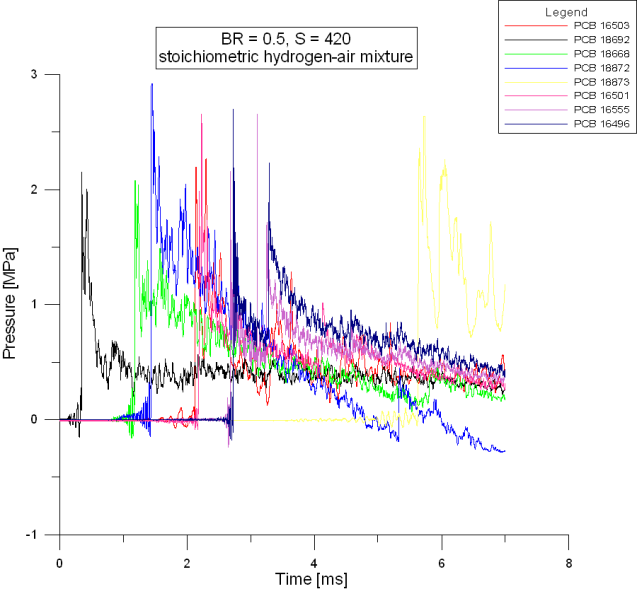 Legend
PCB 16503
PCB 18692
PCB 18668
PCB 18872
PCB 18873
PCB 16501
PCB 16555
PCB 16496
BR = 0.5, S = 420
stoichiometric hydrogen-air mixture
3
2
1
0
-1
Pressure [MPa]
0
2
4
6
8
Time [ms]